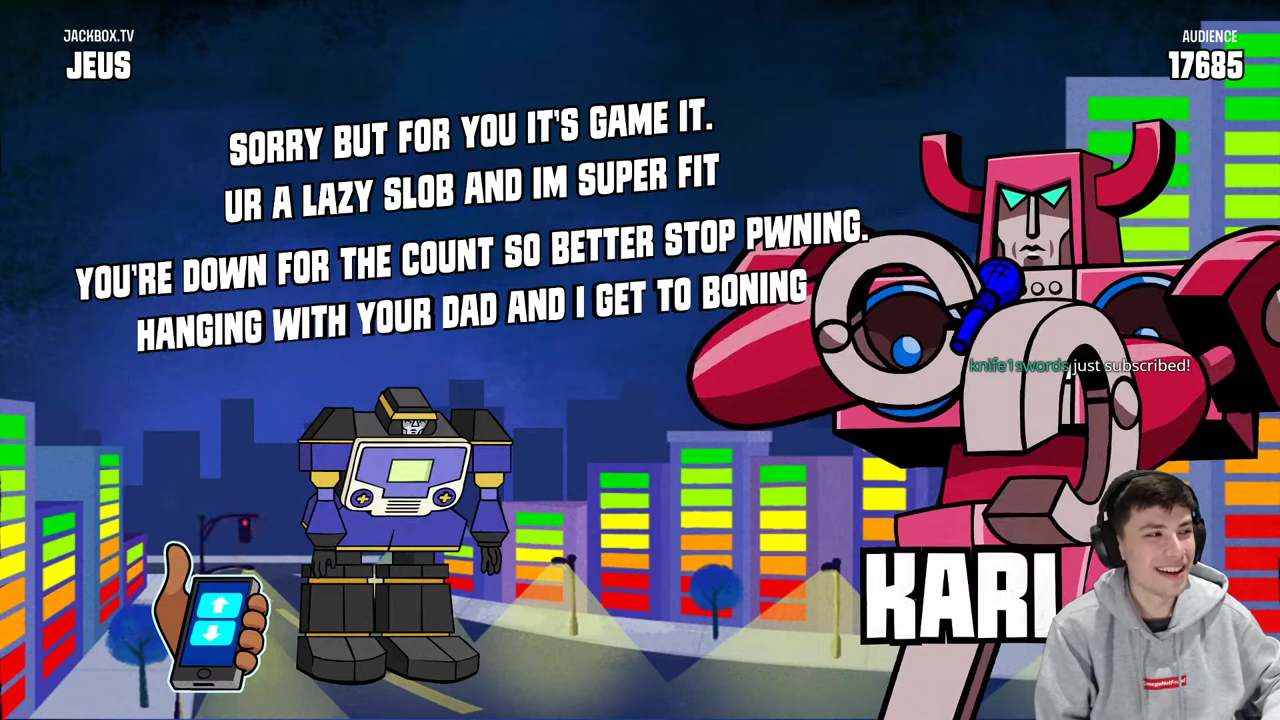 JACKBOX.TV
JEUS
AUDIENCE
17685
SORRY BUT FOR YOU IT'S GAME IT.
UR A LAZY SLOB AND IM SUPER FIT
YOU'RE DOWN FOR THE COUNT SO BETTER STOP PWNING.
HANGING WITH YOUR DAD AND I GET TO BONING
knife1swords just subscribed!
KARL
GeorgeNotFound